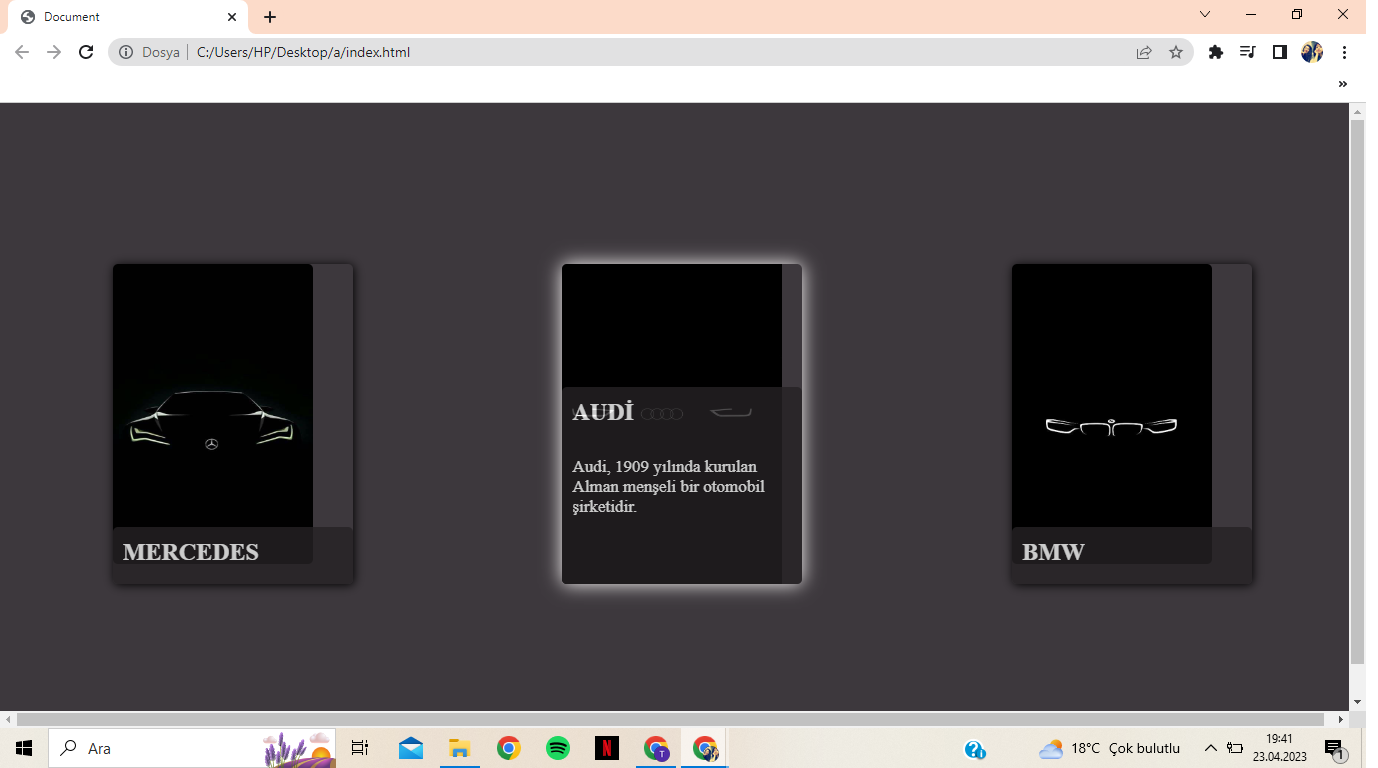 Document
Dosya
C:/Users/HP/Desktop/a/index.html
»
MERCEDES
AUDİ
Audi, 1909 yılında kurulan
Alman menşeli bir otomobil
şirketidir.
BMW
Ara
T
18°C Çok bulutlu
19:41
23.04.2023
1